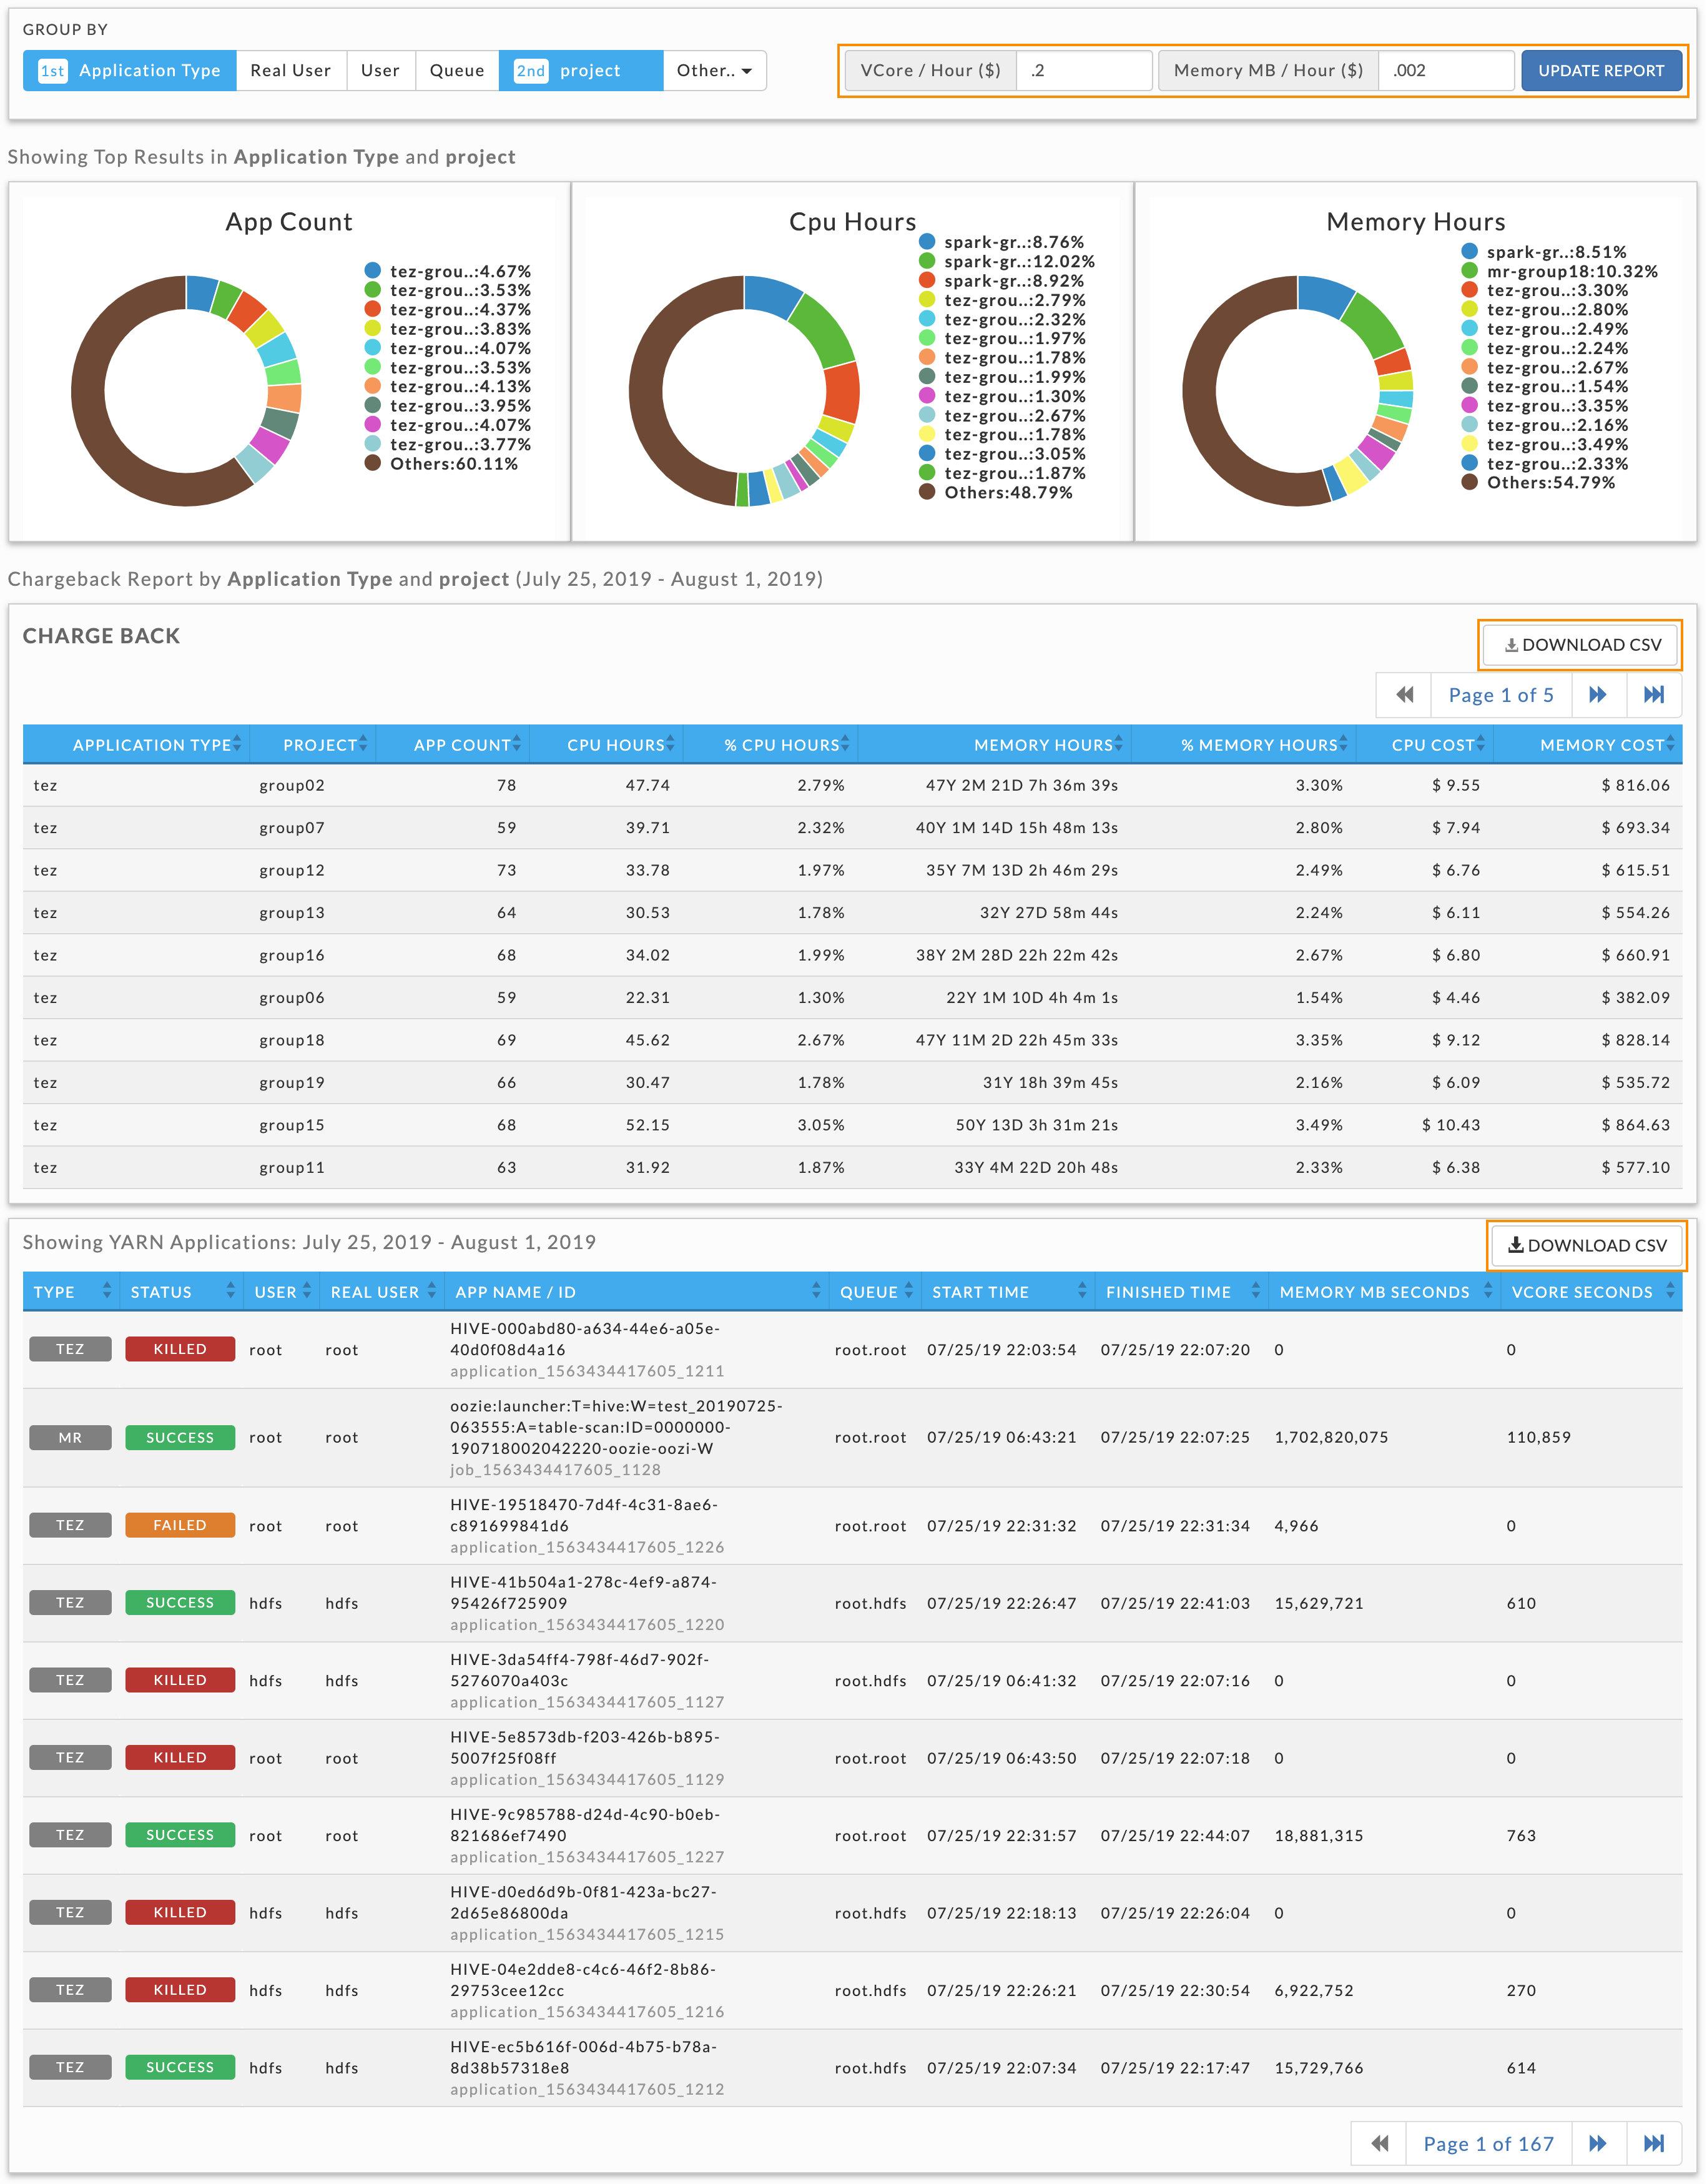 GROUP BY
1st Application Type Real User User Queue 2nd project Other.. VCore / Hour ($) .2 Memory MB / Hour ($) .002 UPDATE REPORT
Showing Top Results in Application Type and project
App Count
tez-grou..:4.67%
tez-grou..:3.53%
tez-grou..:4.37%
tez-grou..:3.83%
tez-grou..:4.07%
tez-grou..:3.53%
tez-grou..:4.13%
tez-grou..:3.95%
tez-grou..:4.07%
tez-grou..:3.77%
Others:60.11%
Cpu Hours
spark-gr..:8.76%
spark-gr..:12.02%
spark-gr..:8.92%
tez-grou..:2.79%
tez-grou..:2.32%
tez-grou..:1.97%
tez-grou..:1.78%
tez-grou..:1.99%
tez-grou..:1.30%
tez-grou..:2.67%
tez-grou..:1.78%
tez-grou..:3.05%
tez-grou..:1.87%
Others:48.79%
Memory Hours
spark-gr..:8.51%
mr-group18:10.32%
tez-grou..:3.30%
tez-grou..:2.80%
tez-grou..:2.49%
tez-grou..:2.24%
tez-grou..:2.67%
tez-grou..:1.54%
tez-grou..:3.35%
tez-grou..:2.16%
tez-grou..:3.49%
tez-grou..:2.33%
Others:54.79%
Chargeback Report by Application Type and project (July 25, 2019 - August 1, 2019)
CHARGE BACK
DOWNLOAD CSV
Page 1 of 5
APPLICATION TYPE PROJECT APP COUNT CPU HOURS % CPU HOURS MEMORY HOURS % MEMORY HOURS CPU COST MEMORY COST
tez group02 78 47.74 2.79% 47Y 2M 21D 7h 36m 39s 3.30% $ 9.55 $ 816.06
tez group07 59 39.71 2.32% 40Y 1M 14D 15h 48m 13s 2.80% $ 7.94 $ 693.34
tez group12 73 33.78 1.97% 35Y 7M 13D 2h 46m 29s 2.49% $ 6.76 $ 615.51
tez group13 64 30.53 1.78% 32Y 27D 58m 44s 2.24% $ 6.11 $ 554.26
tez group16 68 34.02 1.99% 38Y 2M 28D 22h 22m 42s 2.67% $ 6.80 $ 660.91
tez group06 59 22.31 1.30% 22Y 1M 10D 4h 4m 1s 1.54% $ 4.46 $ 382.09
tez group18 69 45.62 2.67% 47Y 11M 2D 22h 45m 33s 3.35% $ 9.12 $ 828.14
tez group19 66 30.47 1.78% 31Y 18h 39m 45s 2.16% $ 6.09 $ 535.72
tez group15 68 52.15 3.05% 50Y 13D 3h 31m 21s 3.49% $ 10.43 $ 864.63
tez group11 63 31.92 1.87% 33Y 4M 22D 20h 48s 2.33% $ 6.38 $ 577.10
Showing YARN Applications: July 25, 2019 - August 1, 2019
DOWNLOAD CSV
TYPE STATUS USER REAL USER APP NAME / ID QUEUE START TIME FINISHED TIME MEMORY MB SECONDS VCORE SECONDS
HIVE-000abd80-a634-44e6-a05e-
TEZ KILLED root root 40d0f08d4a16 root.root 07/25/19 22:03:54 07/25/19 22:07:20 0 0
application_1563434417605_1211
oozie:launcher:T=hive:W=test_20190725-
063555:A=table-scan:ID=0000000-
MR SUCCESS root root 190718002042220-oozie-oozi-W root.root 07/25/19 06:43:21 07/25/19 22:07:25 1,702,820,075 110,859
job_1563434417605_1128
HIVE-19518470-7d4f-4c31-8ae6-
TEZ FAILED root root c891699841d6 root.root 07/25/19 22:31:32 07/25/19 22:31:34 4,966 0
application_1563434417605_1226
HIVE-41b504a1-278c-4ef9-a874-
TEZ SUCCESS hdfs hdfs 95426f725909 root.hdfs 07/25/19 22:26:47 07/25/19 22:41:03 15,629,721 610
application_1563434417605_1220
HIVE-3da54ff4-798f-46d7-902f-
TEZ KILLED hdfs hdfs 5276070a403c root.hdfs 07/25/19 06:41:32 07/25/19 22:07:16 0 0
application_1563434417605_1127
HIVE-5e8573db-f203-426b-b895-
TEZ KILLED root root 5007f25f08ff root.root 07/25/19 06:43:50 07/25/19 22:07:18 0 0
application_1563434417605_1129
HIVE-9c985788-d24d-4c90-b0eb-
TEZ SUCCESS root root 821686ef7490 root.root 07/25/19 22:31:57 07/25/19 22:44:07 18,881,315 763
application_1563434417605_1227
HIVE-d0ed6d9b-0f81-423a-bc27-
TEZ KILLED hdfs hdfs 2d65e86800da root.hdfs 07/25/19 22:18:13 07/25/19 22:26:04 0 0
application_1563434417605_1215
HIVE-04e2dde8-c4c6-46f2-8b86-
TEZ KILLED hdfs hdfs 29753cee12cc root.hdfs 07/25/19 22:26:21 07/25/19 22:30:54 6,922,752 270
application_1563434417605_1216
HIVE-ec5b616f-006d-4b75-b78a-
TEZ SUCCESS hdfs hdfs 8d38b57318e8 root.hdfs 07/25/19 22:07:34 07/25/19 22:17:47 15,729,766 614
application_1563434417605_1212
Page 1 of 167